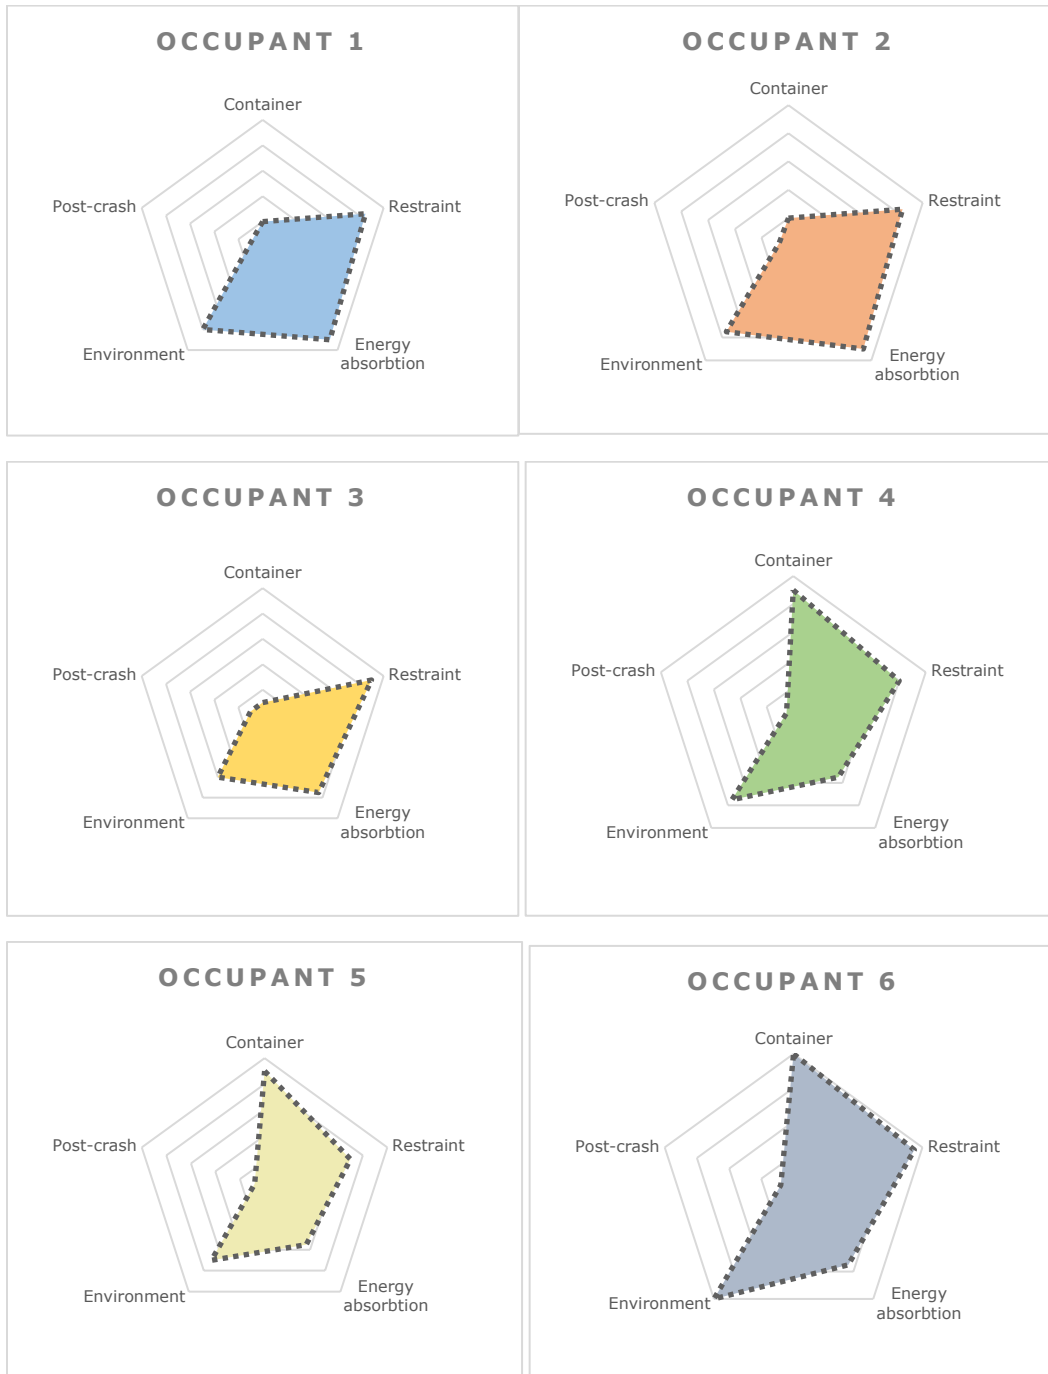 OCCUPANT 1
Container
Post-crash
Restraint
Environment
Energy
absorbtion
OCCUPANT 2
Container
Post-crash
Restraint
Environment
Energy
absorbtion
OCCUPANT 3
Container
Post-crash
Restraint
Environment
Energy
absorbtion
OCCUPANT 4
Container
Post-crash
Restraint
Environment
Energy
absorbtion
OCCUPANT 5
Container
Post-crash
Restraint
Environment
Energy
absorbtion
OCCUPANT 6
Container
Post-crash
Restraint
Environment
Energy
absorbtion